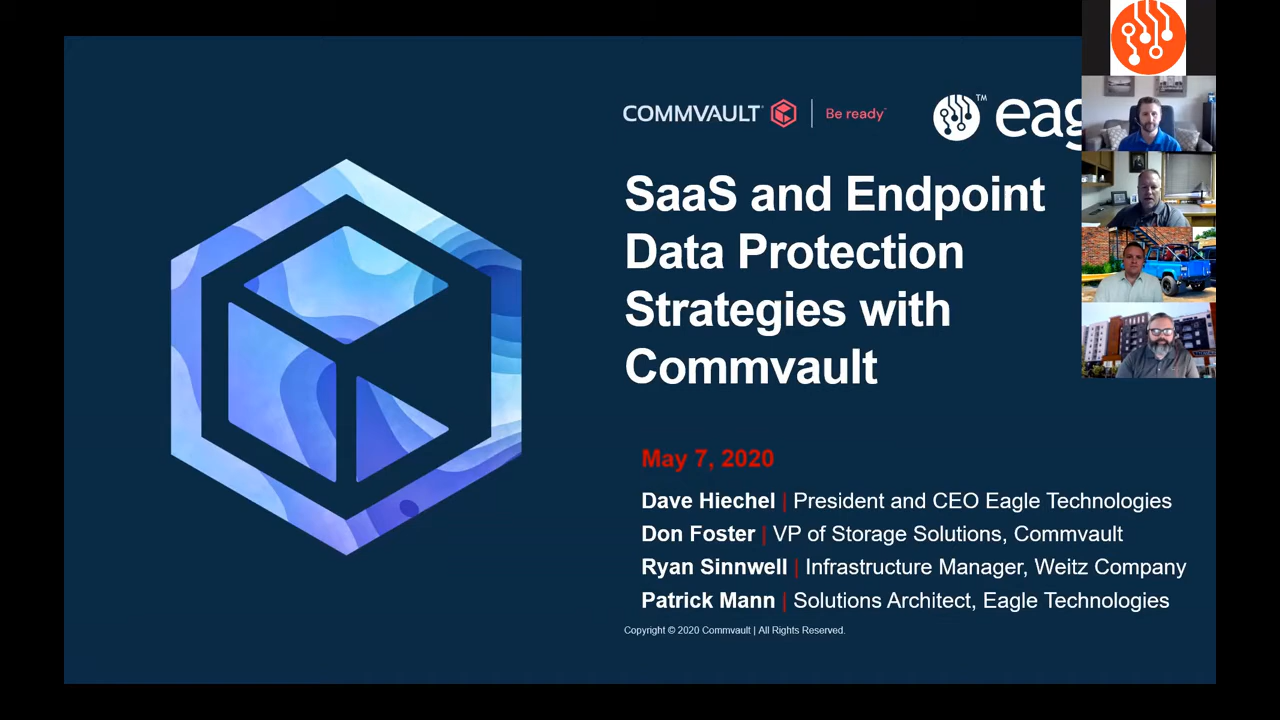 COMMVAULT | Be ready™
™ eag
SaaS and Endpoint
Data Protection
Strategies with
Commvault
May 7, 2020
Dave Hiechel | President and CEO Eagle Technologies
Don Foster | VP of Storage Solutions, Commvault
Ryan Sinnwell | Infrastructure Manager, Weitz Company
Patrick Mann | Solutions Architect, Eagle Technologies
Copyright © 2020 Commvault | All Rights Reserved.